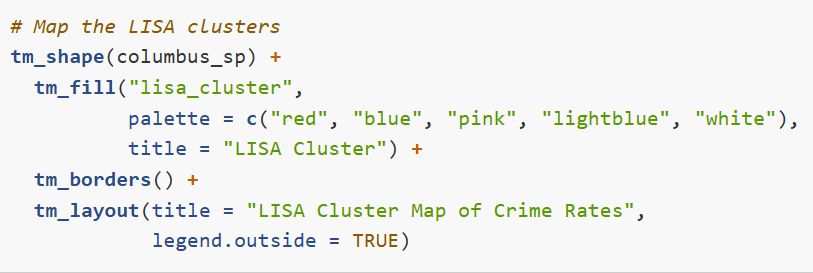 # Map the LISA clusters
tm_shape(columbus_sp) +
  tm_fill("lisa_cluster",
          palette = c("red", "blue", "pink", "lightblue", "white"),
          title = "LISA Cluster") +
  tm_borders() +
  tm_layout(title = "LISA Cluster Map of Crime Rates",
            legend.outside = TRUE)